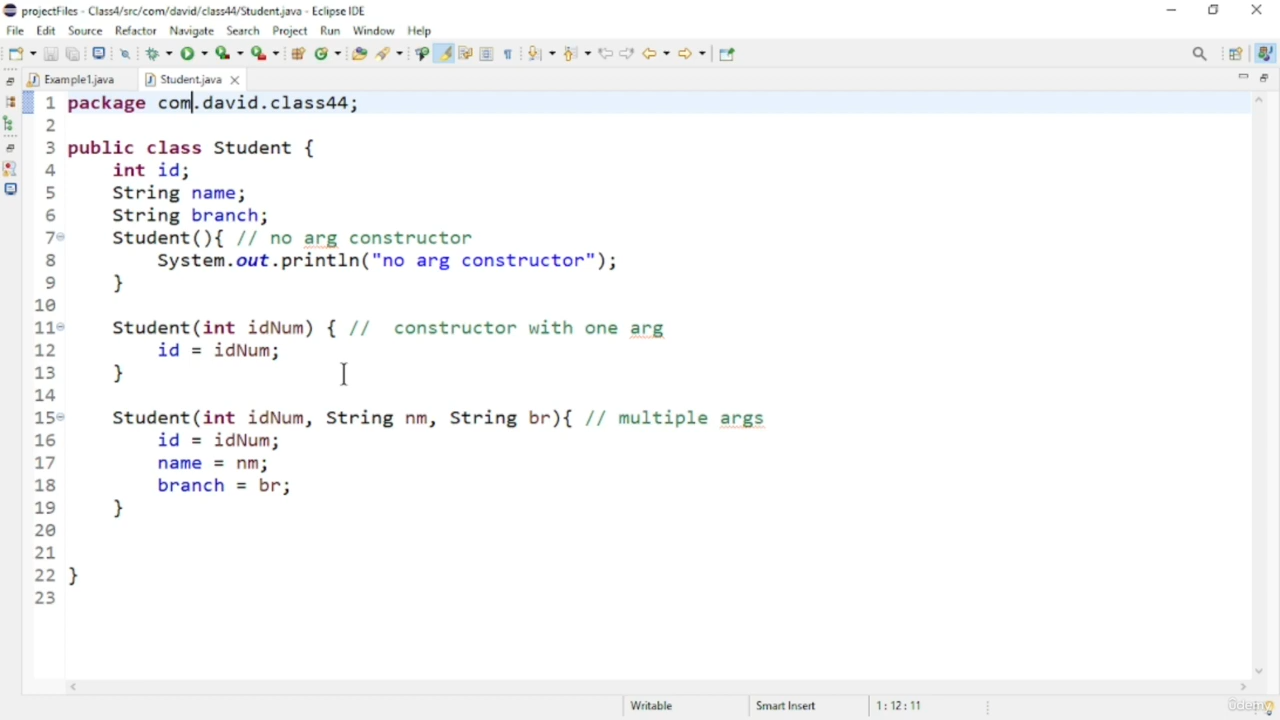 projectFiles - Class4/src/com/david/class44/Student.java - Eclipse IDE
File Edit Source Refactor Navigate Search Project Run Window Help
Example1.java Student.java
1 package com.david.class44;
2
3 public class Student {
4 int id;
5 String name;
6 String branch;
7 Student(){ // no arg constructor
8 System.out.println("no arg constructor");
9 }
10
11 Student(int idNum) { //  constructor with one arg
12 id = idNum;
13 }
14
15 Student(int idNum, String nm, String br){ // multiple args
16 id = idNum;
17 name = nm;
18 branch = br;
19 }
20
21
22 }
23
Writable Smart Insert 1 : 12 : 11
ûdemy